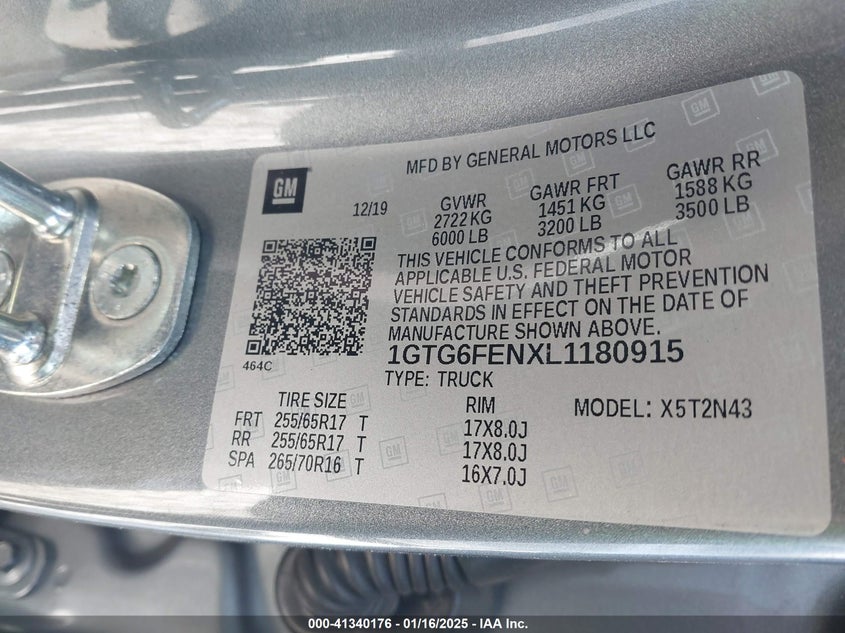 MFD BY GENERAL MOTORS LLC
GM
12/19
GVWR
2722 KG
6000 LB
GAWR FRT
1451 KG
3200 LB
GAWR RR
1588 KG
3500 LB
THIS VEHICLE CONFORMS TO ALL
APPLICABLE U.S. FEDERAL MOTOR
VEHICLE SAFETY AND THEFT PREVENTION
STANDARDS IN EFFECT ON THE DATE OF
MANUFACTURE SHOWN ABOVE.
464C
1GTG6FENXL1180915
TYPE: TRUCK
MODEL: X5T2N43
TIRE SIZE RIM
FRT 255/65R17 T 17X8.0J
RR 255/65R17 T 17X8.0J
SPA 265/70R16 T 16X7.0J
000-41340176 - 01/16/2025 - IAA Inc.